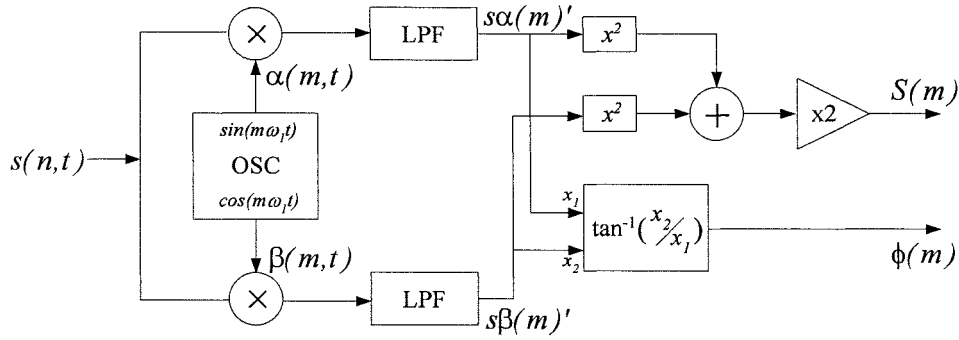 LPF
sα(m)'
x²
×
α(m,t)
S(m)
x²
+
x2
sin(mω₁t)
s(n,t)
OSC
cos(mω₁t)
x₁
tan⁻¹(x₂/x₁)
x₂
ϕ(m)
β(m,t)
×
LPF
sβ(m)'